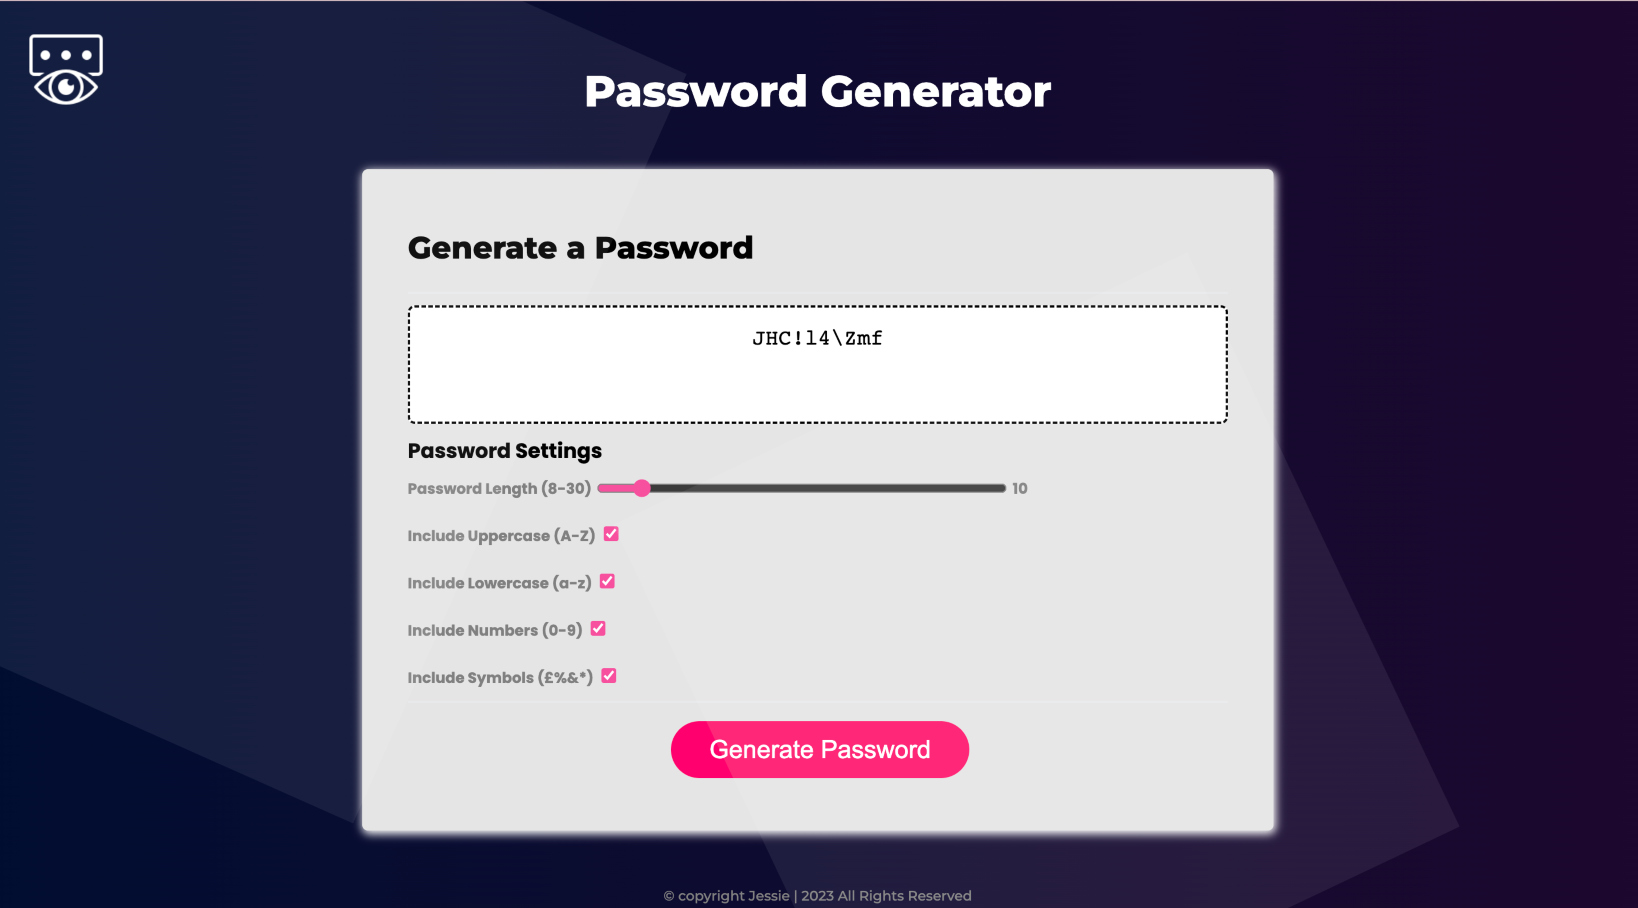 Password Generator
Generate a Password
JHC!l4\Zmf
Password Settings
Password Length (8-30) 10
Include Uppercase (A-Z)
Include Lowercase (a-z)
Include Numbers (0-9)
Include Symbols (£%&*)
Generate Password
© copyright Jessie | 2023 All Rights Reserved